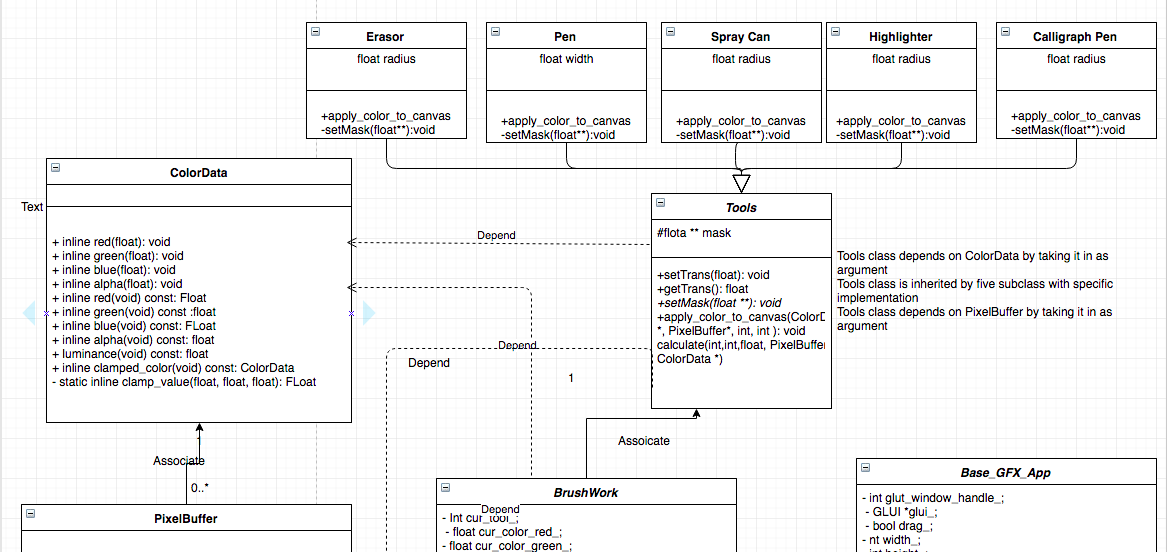 Erasor
float radius
+apply_color_to_canvas
-setMask(float**):void
Pen
float width
+apply_color_to_canvas
-setMask(float**):void
Spray Can
float radius
+apply_color_to_canvas
-setMask(float**):void
Highlighter
float radius
+apply_color_to_canvas
-setMask(float**):void
Calligraph Pen
float radius
+apply_color_to_canvas
-setMask(float**):void
ColorData
Text
+ inline red(float): void
+ inline green(float): void
+ inline blue(float): void
+ inline alpha(float): void
+ inline red(void) const: Float
+ inline green(void) const :float
+ inline blue(void) const: FLoat
+ inline alpha(void) const: float
+ luminance(void) const: float
+ inline clamped_color(void) const: ColorData
- static inline clamp_value(float, float, float): FLoat
Depend
Tools
#flota ** mask
+setTrans(float): void
+getTrans(): float
+setMask(float **): void
+apply_color_to_canvas(ColorD
*, PixelBuffer*, int, int ): void
calculate(int,int,float, PixelBuffer
ColorData *)
Tools class depends on ColorData by taking it in as
argument
Tools class is inherited by five subclass with specific
implementation
Tools class depends on PixelBuffer by taking it in as
argument
Depend
Depend
1
Assoicate
1
Associate
0..*
PixelBuffer
BrushWork
Depend
- Int cur_tool_;
- float cur_color_red_;
- float cur_color_green_;
Base_GFX_App
- int glut_window_handle_;
- GLUI *glui_;
- bool drag_;
- nt width_;
- int height_;